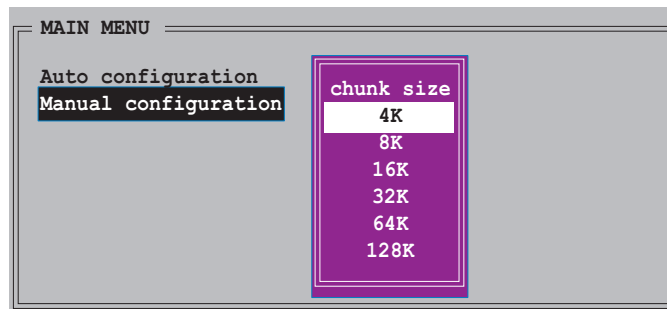 MAIN MENU
Auto configuration
Manual configuration
chunk size
4K
8K
16K
32K
64K
128K